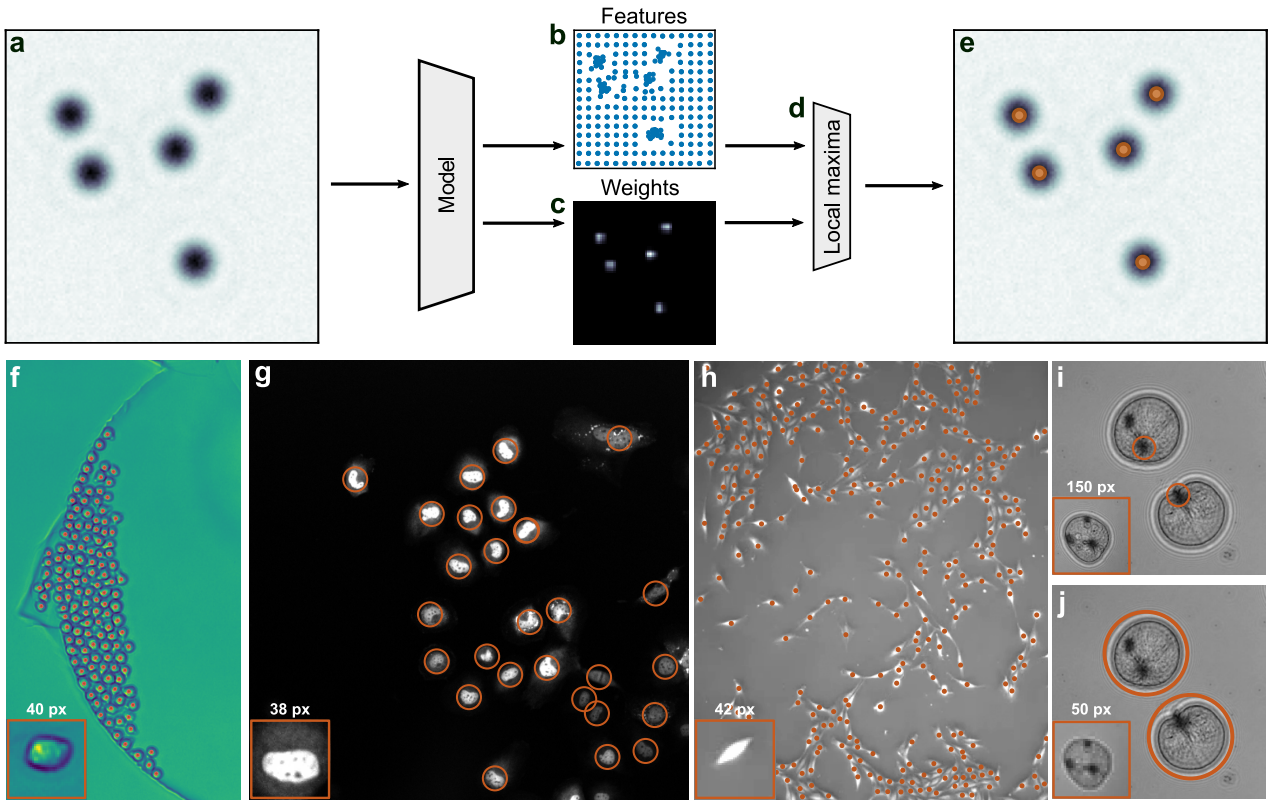 a
Model
b
Features
c
Weights
d
Local maxima
e
f
40 px
g
38 px
h
42 px
i
150 px
j
50 px